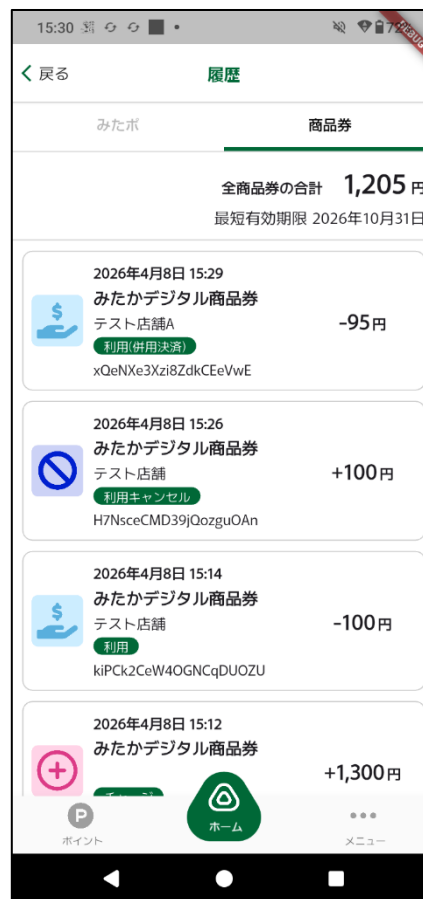 15:30
戻る
履歴
みたポ
商品券
全商品券の合計 1,205 円
最短有効期限 2026年10月31日
2026年4月8日 15:29
みたかデジタル商品券
テスト店舗A
-95円
利用(併用決済)
xQeNXe3Xzi8ZdkCEeVwE
2026年4月8日 15:26
みたかデジタル商品券
テスト店舗
+100円
利用キャンセル
H7NsceCMD39jQozguOAn
2026年4月8日 15:14
みたかデジタル商品券
テスト店舗
-100円
利用
kiPCk2CeW4OGNCqDUOZU
2026年4月8日 15:12
みたかデジタル商品券
+1,300円
チャージ
ポイント
ホーム
メニュー